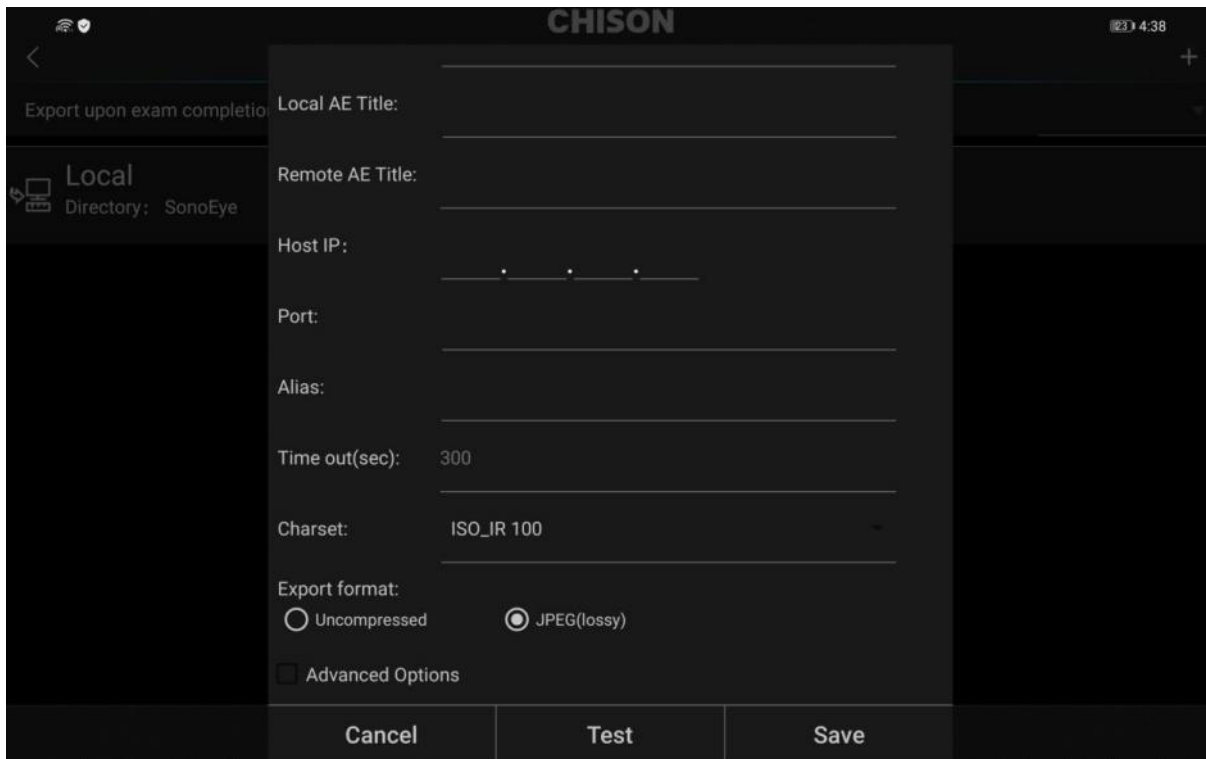 CHISON
23 4:38
Export upon exam completio
Local
Directory: SonoEye
Local AE Title:
Remote AE Title:
Host IP:
. . .
Port:
Alias:
Time out(sec): 300
Charset: ISO_IR 100
Export format:
Uncompressed JPEG(lossy)
Advanced Options
Cancel Test Save